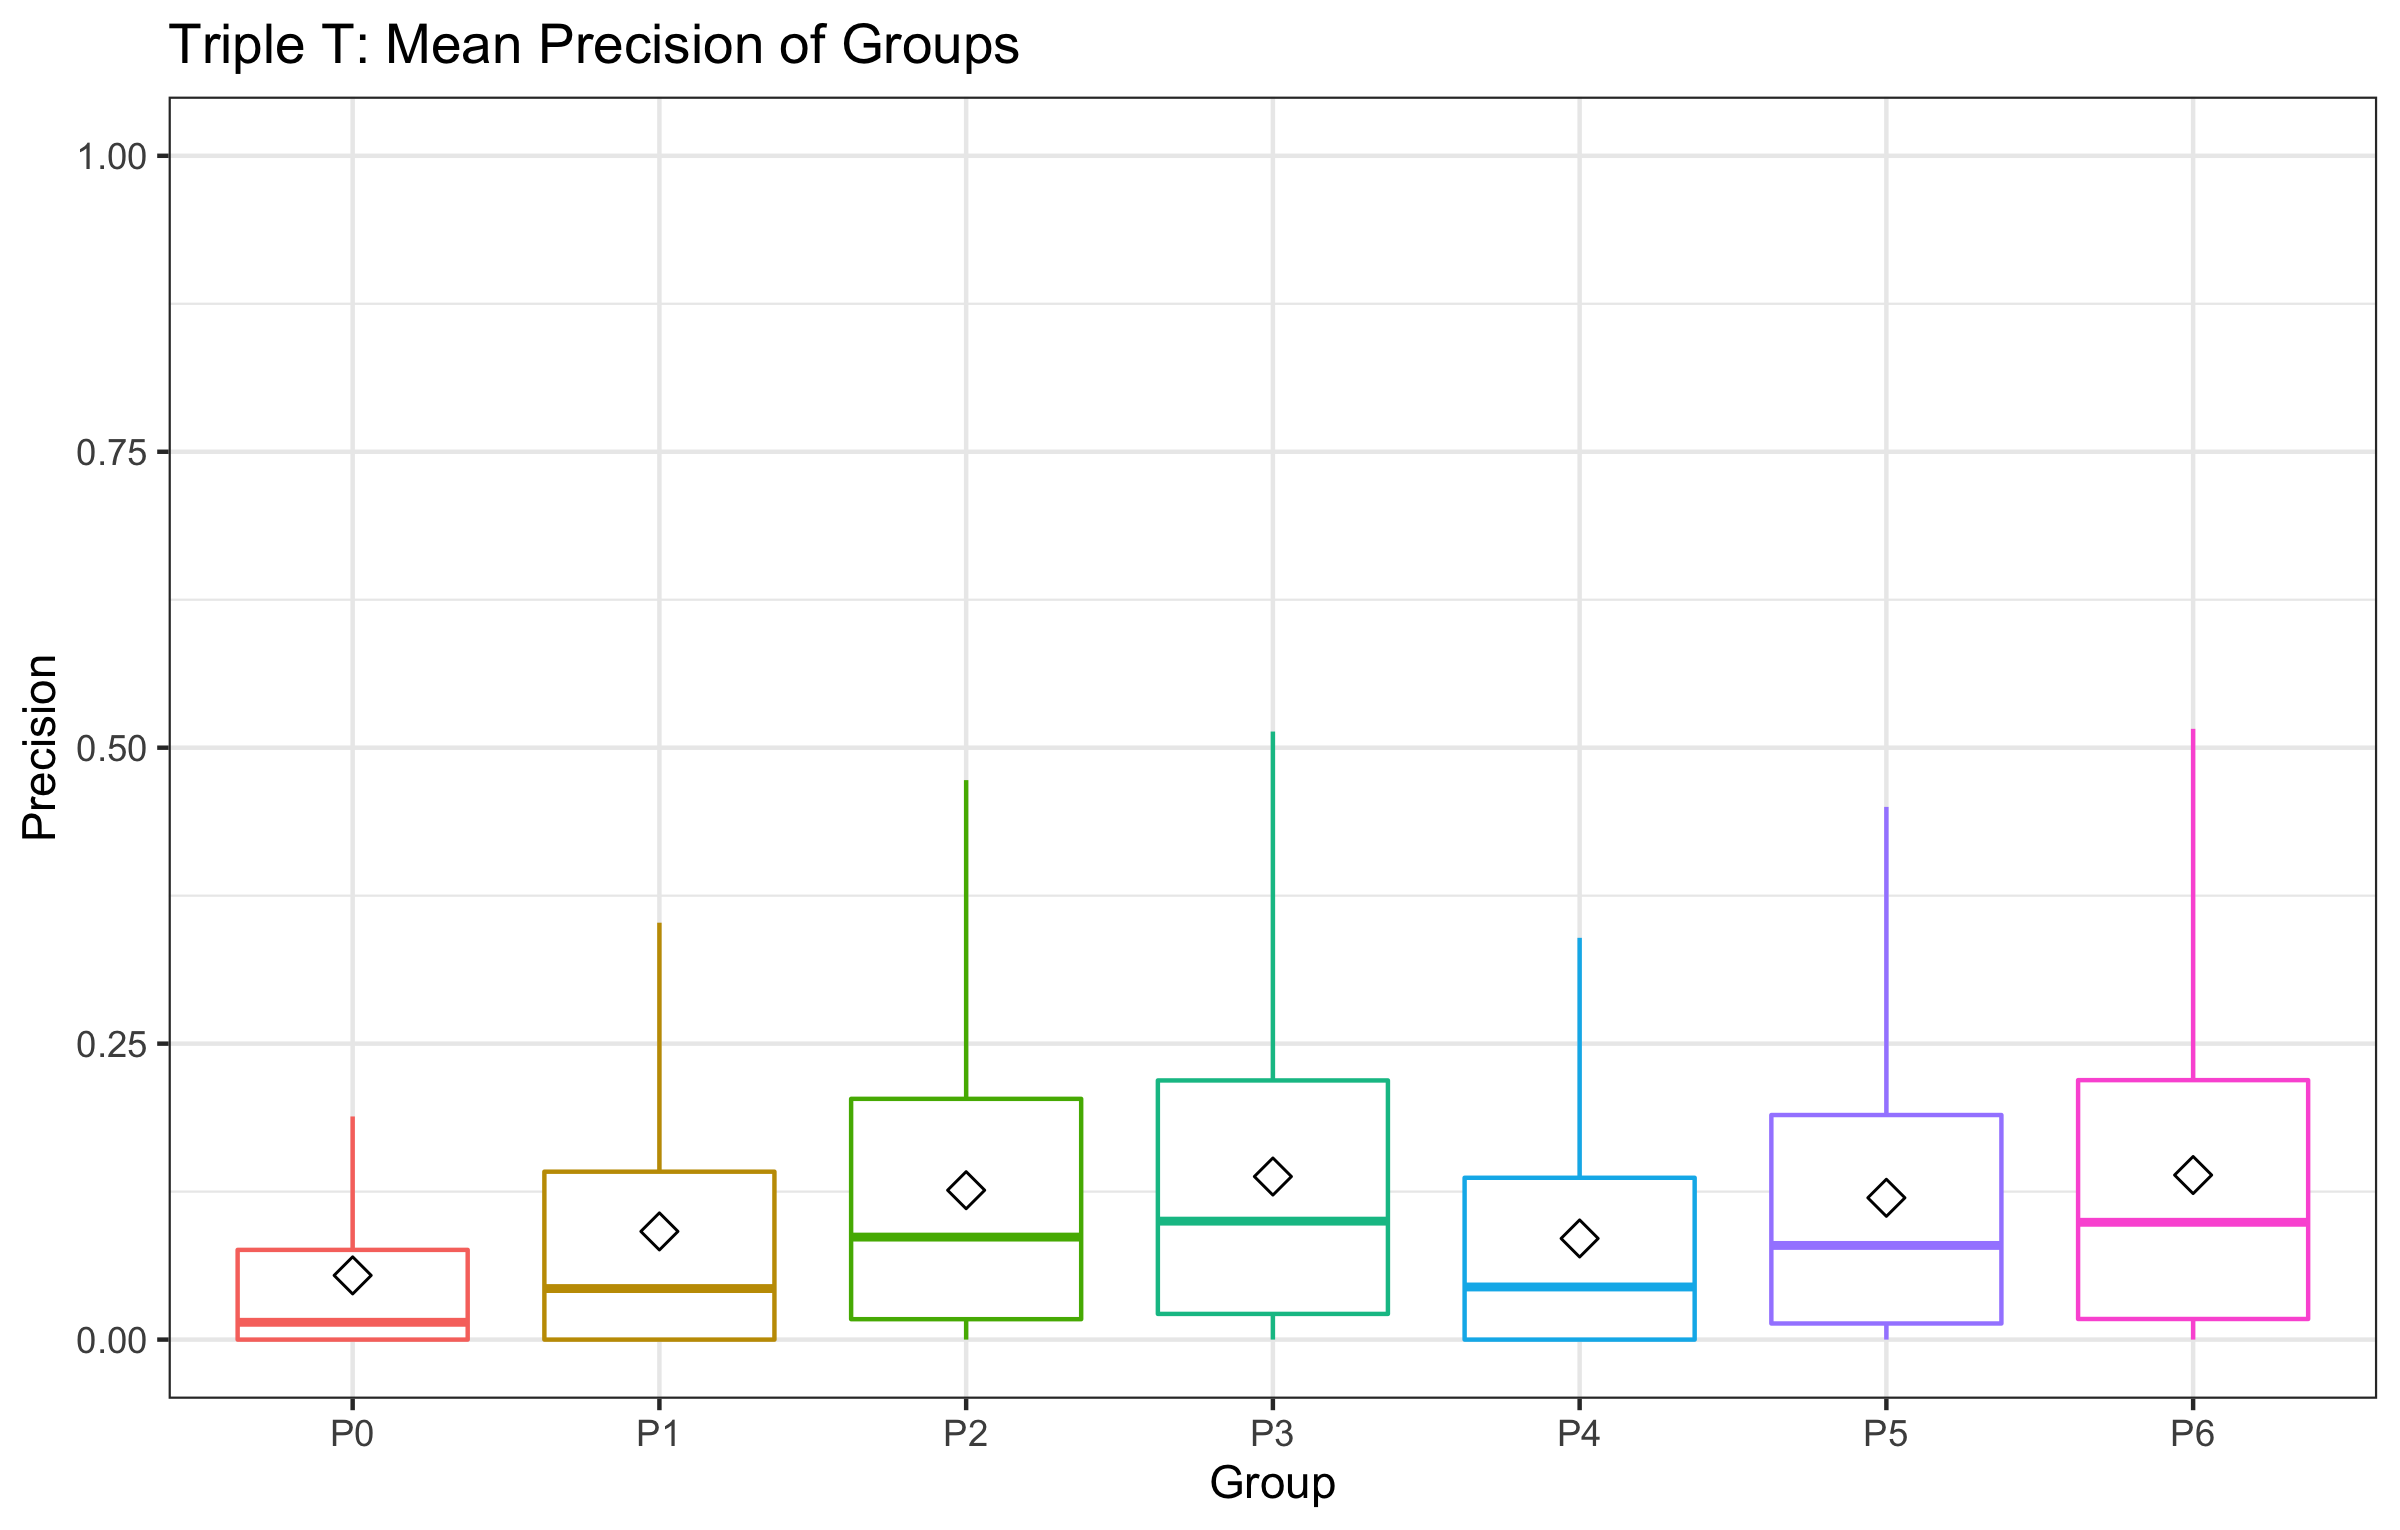 Triple T: Mean Precision of Groups
1.00
0.75
0.50
0.25
0.00
Precision
P0 P1 P2 P3 P4 P5 P6
Group